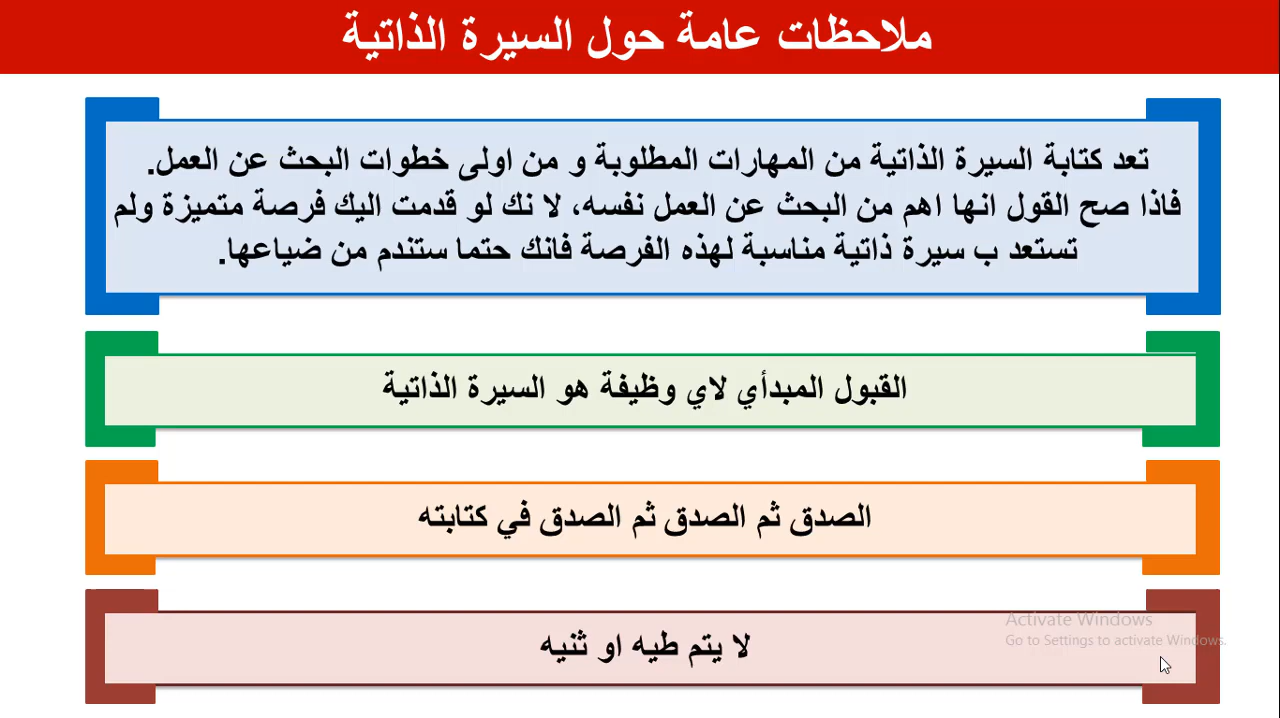 ملاحظات عامة حول السيرة الذاتية
تعد كتابة السيرة الذاتية من المهارات المطلوبة و من اولى خطوات البحث عن العمل.
فاذا صح القول انها اهم من البحث عن العمل نفسه، لا نك لو قدمت اليك فرصة متميزة ولم
تستعد ب سيرة ذاتية مناسبة لهذه الفرصة فانك حتما ستندم من ضياعها.
القبول المبدأي لاي وظيفة هو السيرة الذاتية
الصدق ثم الصدق ثم الصدق في كتابته
لا يتم طيه او ثنيه
Activate Windows
Go to Settings to activate Windows.